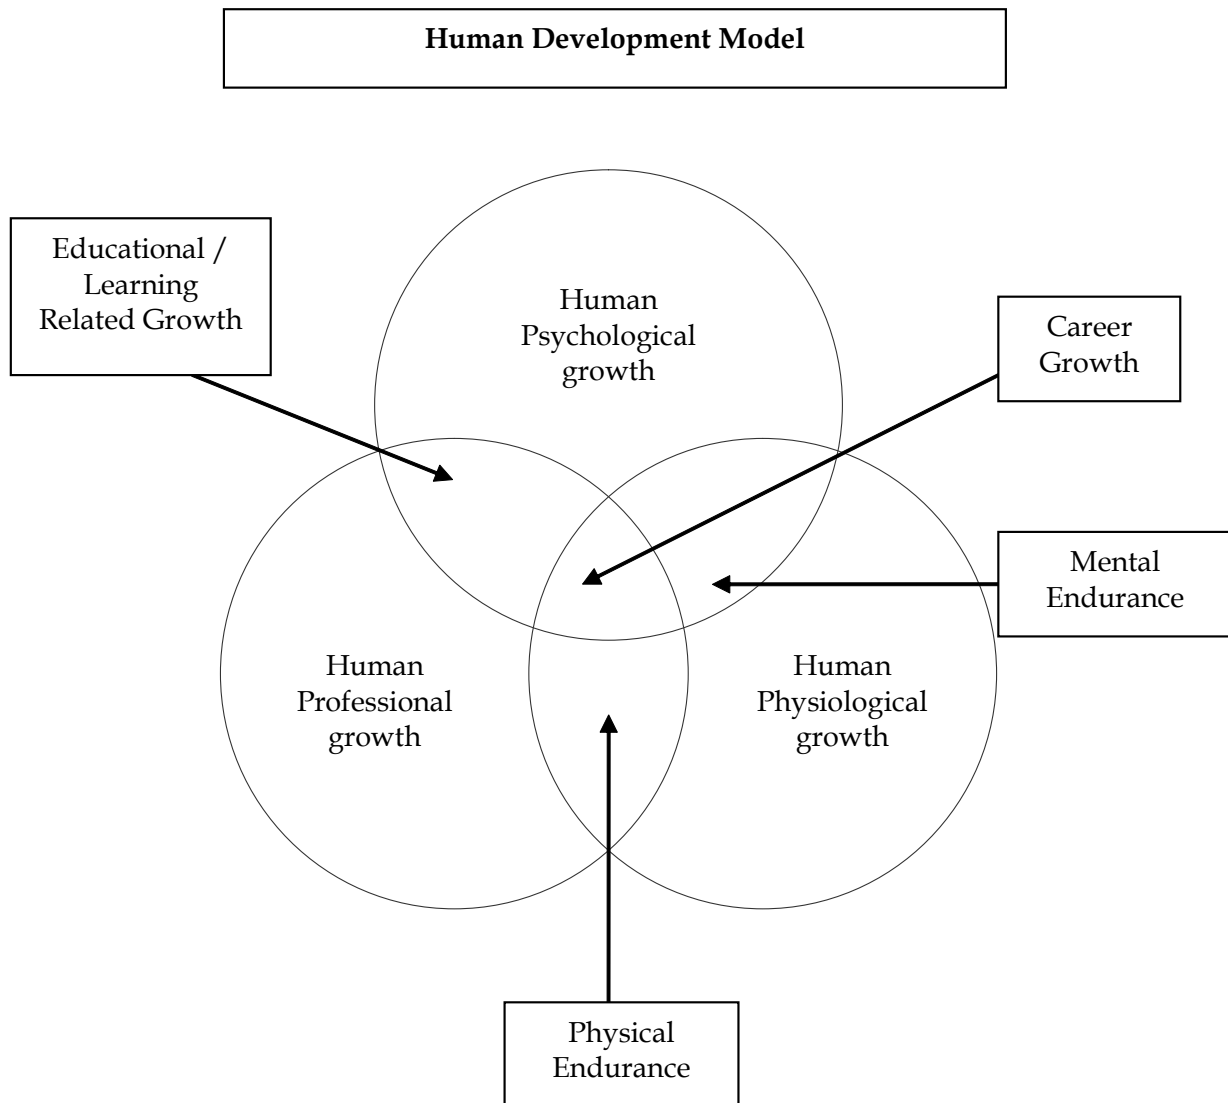 Human Development Model
Educational /
Learning
Related Growth
Human
Psychological
growth
Career
Growth
Mental
Endurance
Human
Professional
growth
Human
Physiological
growth
Physical
Endurance